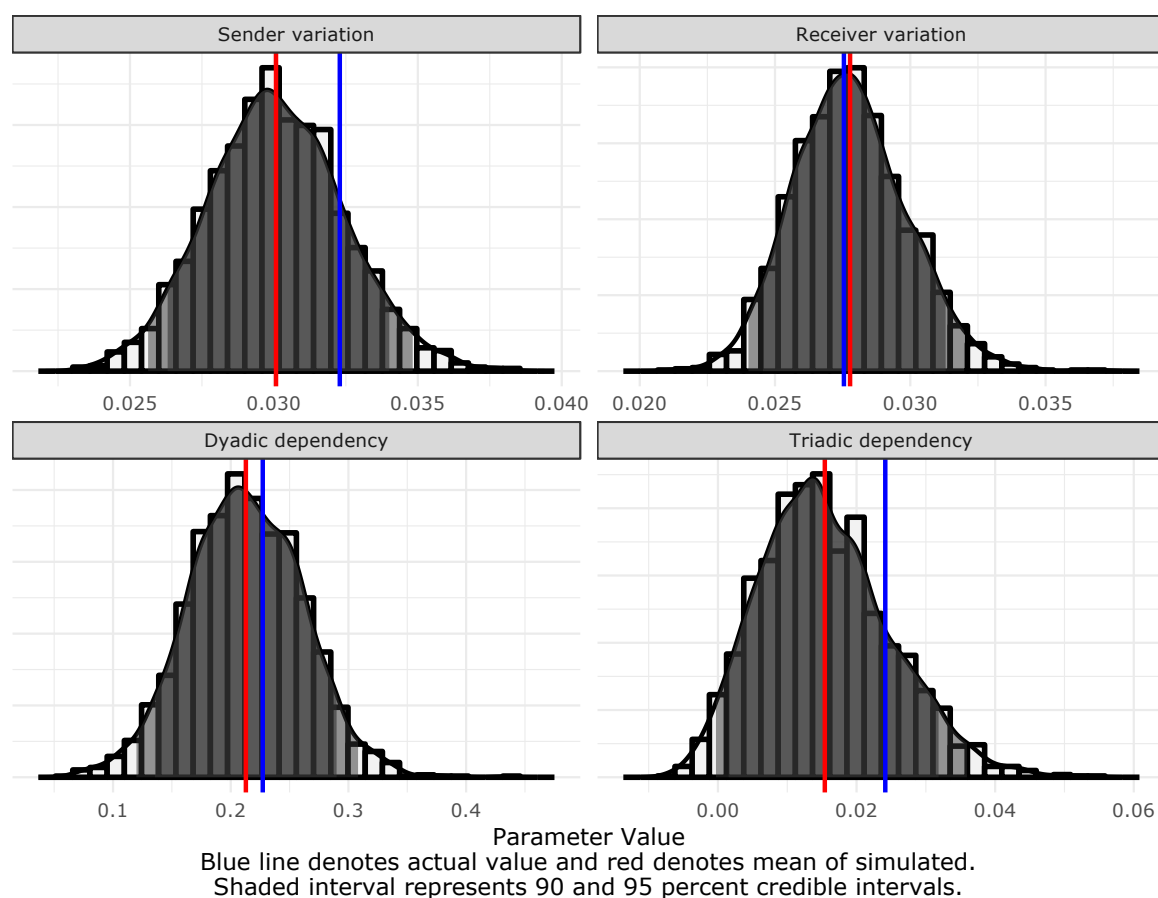 Sender variation
Receiver variation
0.025 0.030 0.035 0.040
0.020 0.025 0.030 0.035
Dyadic dependency
Triadic dependency
0.1 0.2 0.3 0.4
0.00 0.02 0.04 0.06
Parameter Value
Blue line denotes actual value and red denotes mean of simulated.
Shaded interval represents 90 and 95 percent credible intervals.